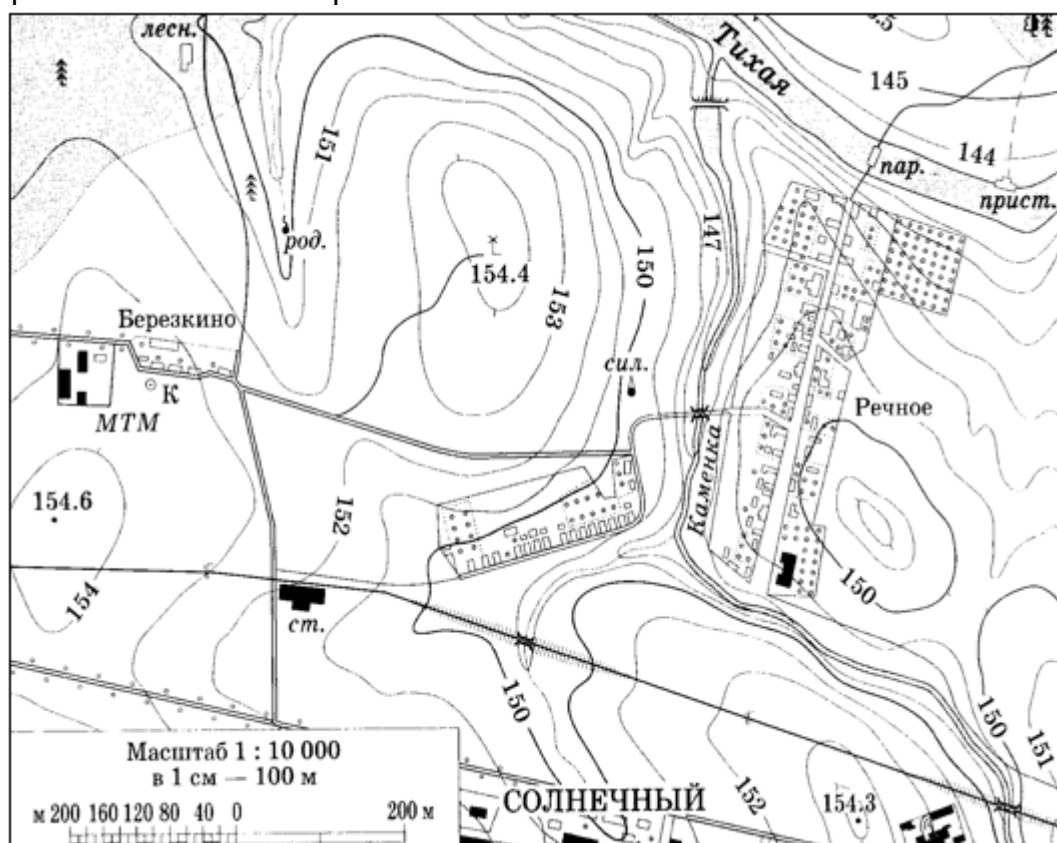 лесн.
Тихая
145
144
пар.
прист.
151
род.
147
150
154.4
153
Березкино
сил.
К
МТМ
Речное
Каменка
154.6
152
154
150
ст.
150
150
151
Масштаб 1 : 10 000
в 1 см — 100 м
м 200 160 120 80 40 0 200 м
СОЛНЕЧНЫЙ
152
154.3